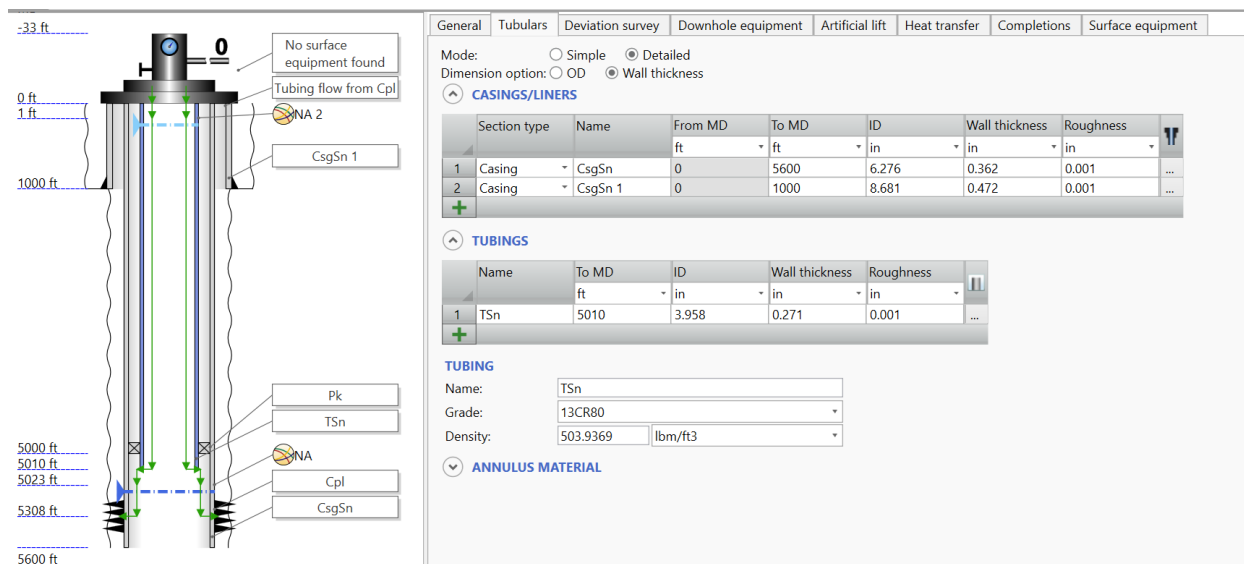 -33 ft
0
No surface
equipment found
Tubing flow from Cpl
0 ft
1 ft
NA 2
CsgSn 1
1000 ft
Pk
TSn
5000 ft
5010 ft
NA
5023 ft
Cpl
5308 ft
CsgSn
5600 ft
General Tubulars Deviation survey Downhole equipment Artificial lift Heat transfer Completions Surface equipment
Mode: Simple Detailed
Dimension option: OD Wall thickness
CASINGS/LINERS
Section type Name From MD To MD ID Wall thickness Roughness
ft ft in in in
1 Casing CsgSn 0 5600 6.276 0.362 0.001 ...
2 Casing CsgSn 1 0 1000 8.681 0.472 0.001 ...
TUBINGS
Name To MD ID Wall thickness Roughness
ft in in in
1 TSn 5010 3.958 0.271 0.001 ...
TUBING
Name: TSn
Grade: 13CR80
Density: 503.9369 lbm/ft3
ANNULUS MATERIAL